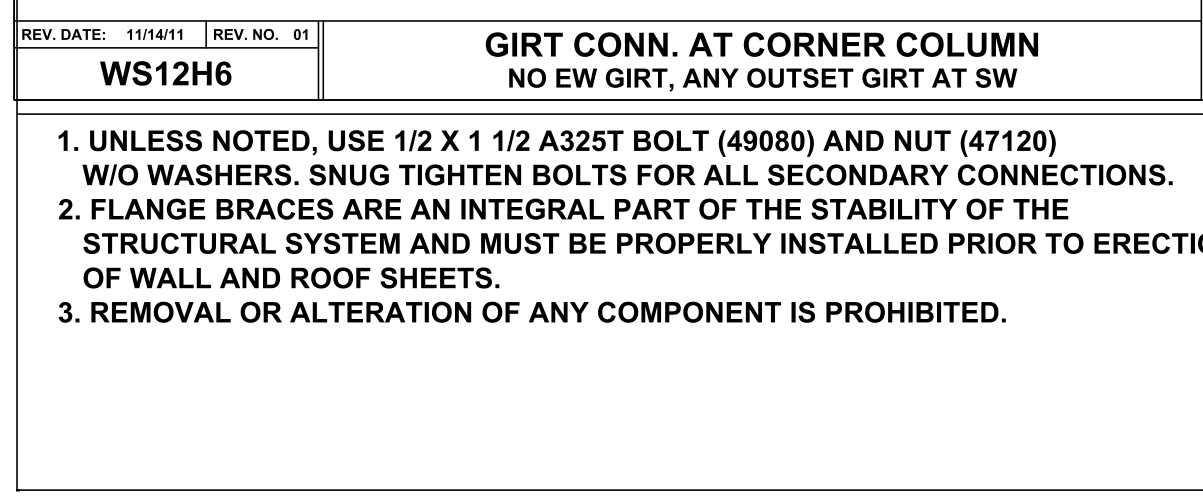 REV. DATE: 11/14/11 REV. NO. 01
WS12H6
GIRT CONN. AT CORNER COLUMN
NO EW GIRT, ANY OUTSET GIRT AT SW
1. UNLESS NOTED, USE 1/2 X 1 1/2 A325T BOLT (49080) AND NUT (47120)
W/O WASHERS. SNUG TIGHTEN BOLTS FOR ALL SECONDARY CONNECTIONS.
2. FLANGE BRACES ARE AN INTEGRAL PART OF THE STABILITY OF THE
STRUCTURAL SYSTEM AND MUST BE PROPERLY INSTALLED PRIOR TO
OF WALL AND ROOF SHEETS.
3. REMOVAL OR ALTERATION OF ANY COMPONENT IS PROHIBITED.